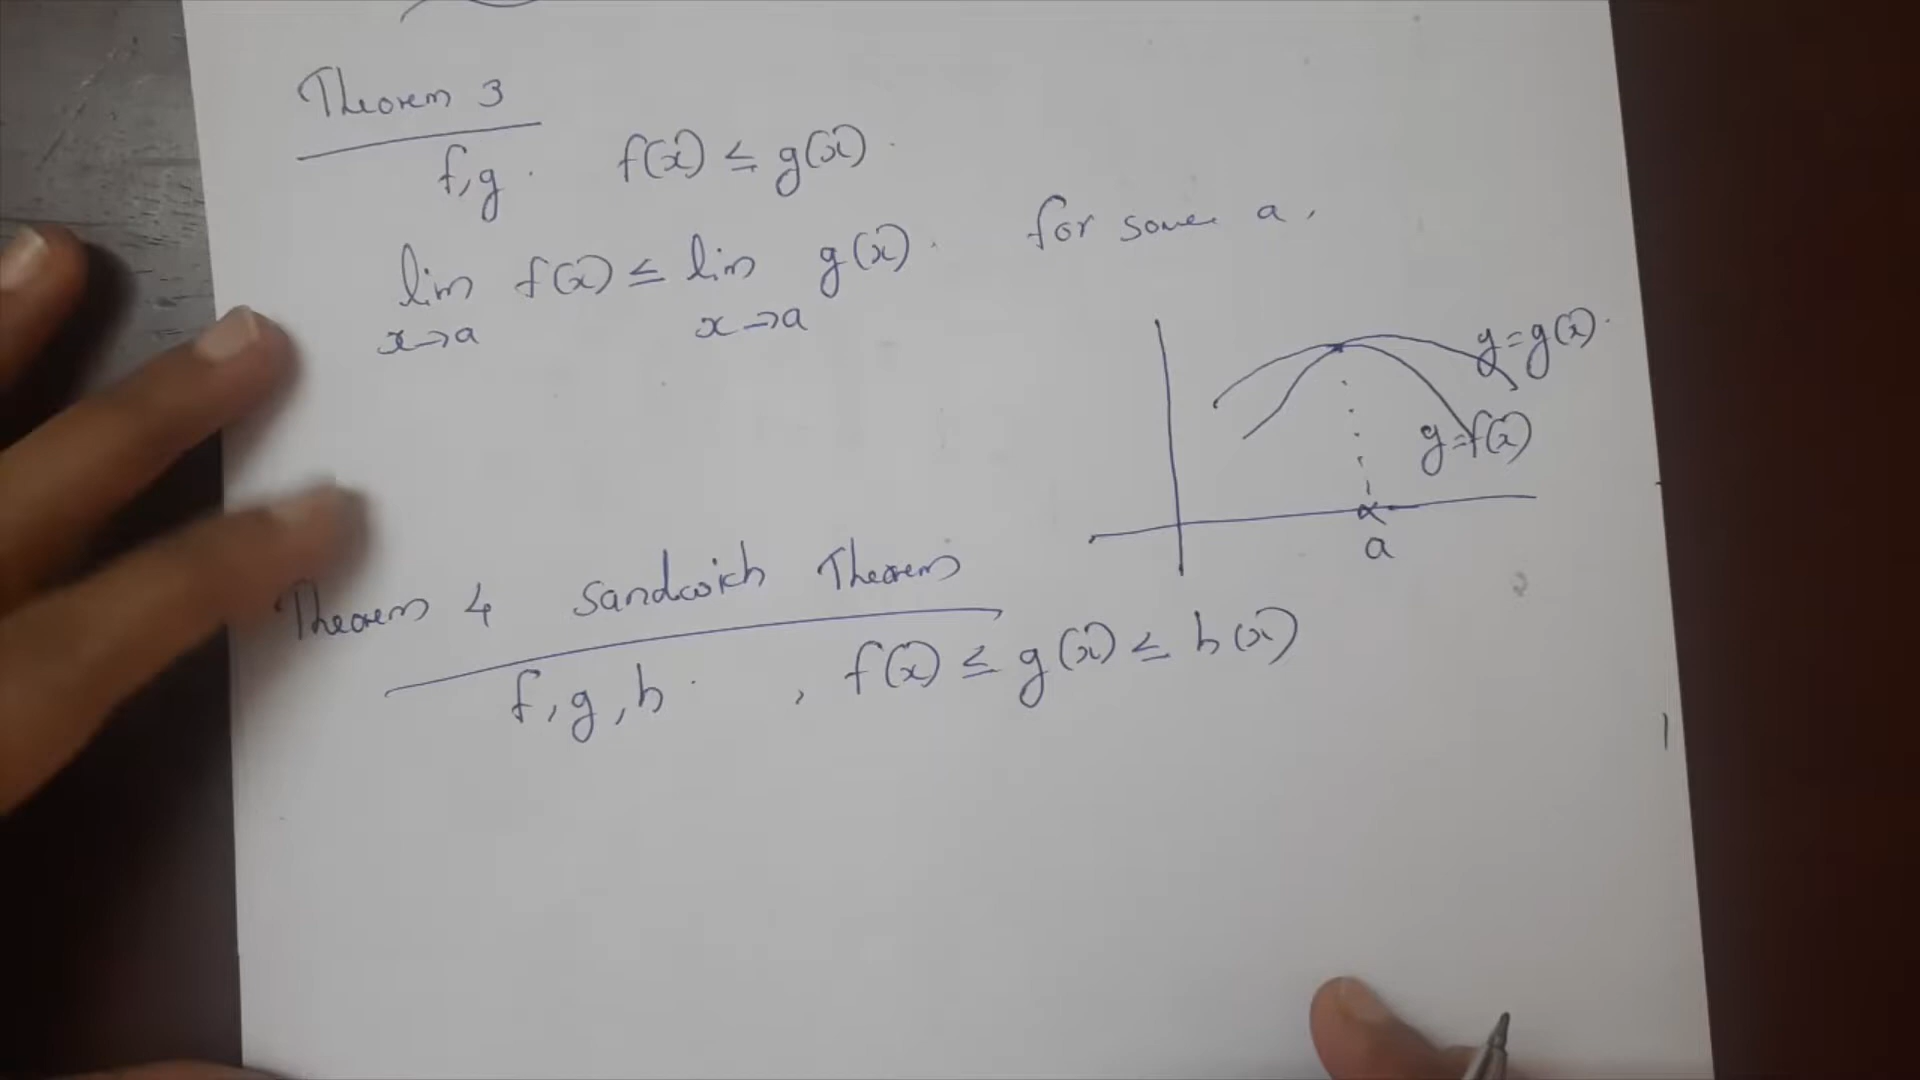 Theorem 3
f,g. f(x) ≤ g(x).
lim f(x) ≤ lim g(x). for some a.
x→a x→a
y=g(x).
y=f(x)
a
Theorem 4 Sandwich Theorem
f,g,h. , f(x) ≤ g(x) ≤ h(x)